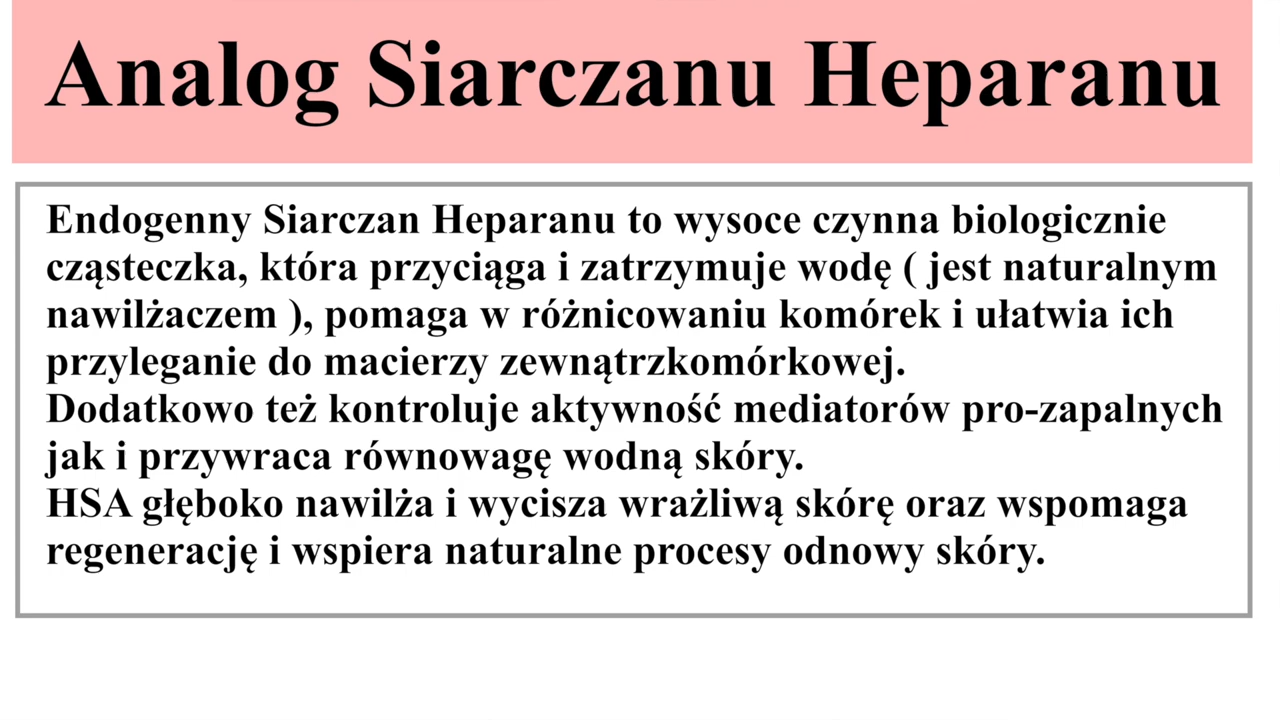 Analog Siarczanu Heparanu
Endogenny Siarczan Heparanu to wysoce czynna biologicznie
cząsteczka, która przyciąga i zatrzymuje wodę ( jest naturalnym
nawilżaczem ), pomaga w różnicowaniu komórek i ułatwia ich
przyleganie do macierzy zewnątrzkomórkowej.
Dodatkowo też kontroluje aktywność mediatorów pro-zapalnych
jak i przywraca równowagę wodną skóry.
HSA głęboko nawilża i wycisza wrażliwą skórę oraz wspomaga
regenerację i wspiera naturalne procesy odnowy skóry.